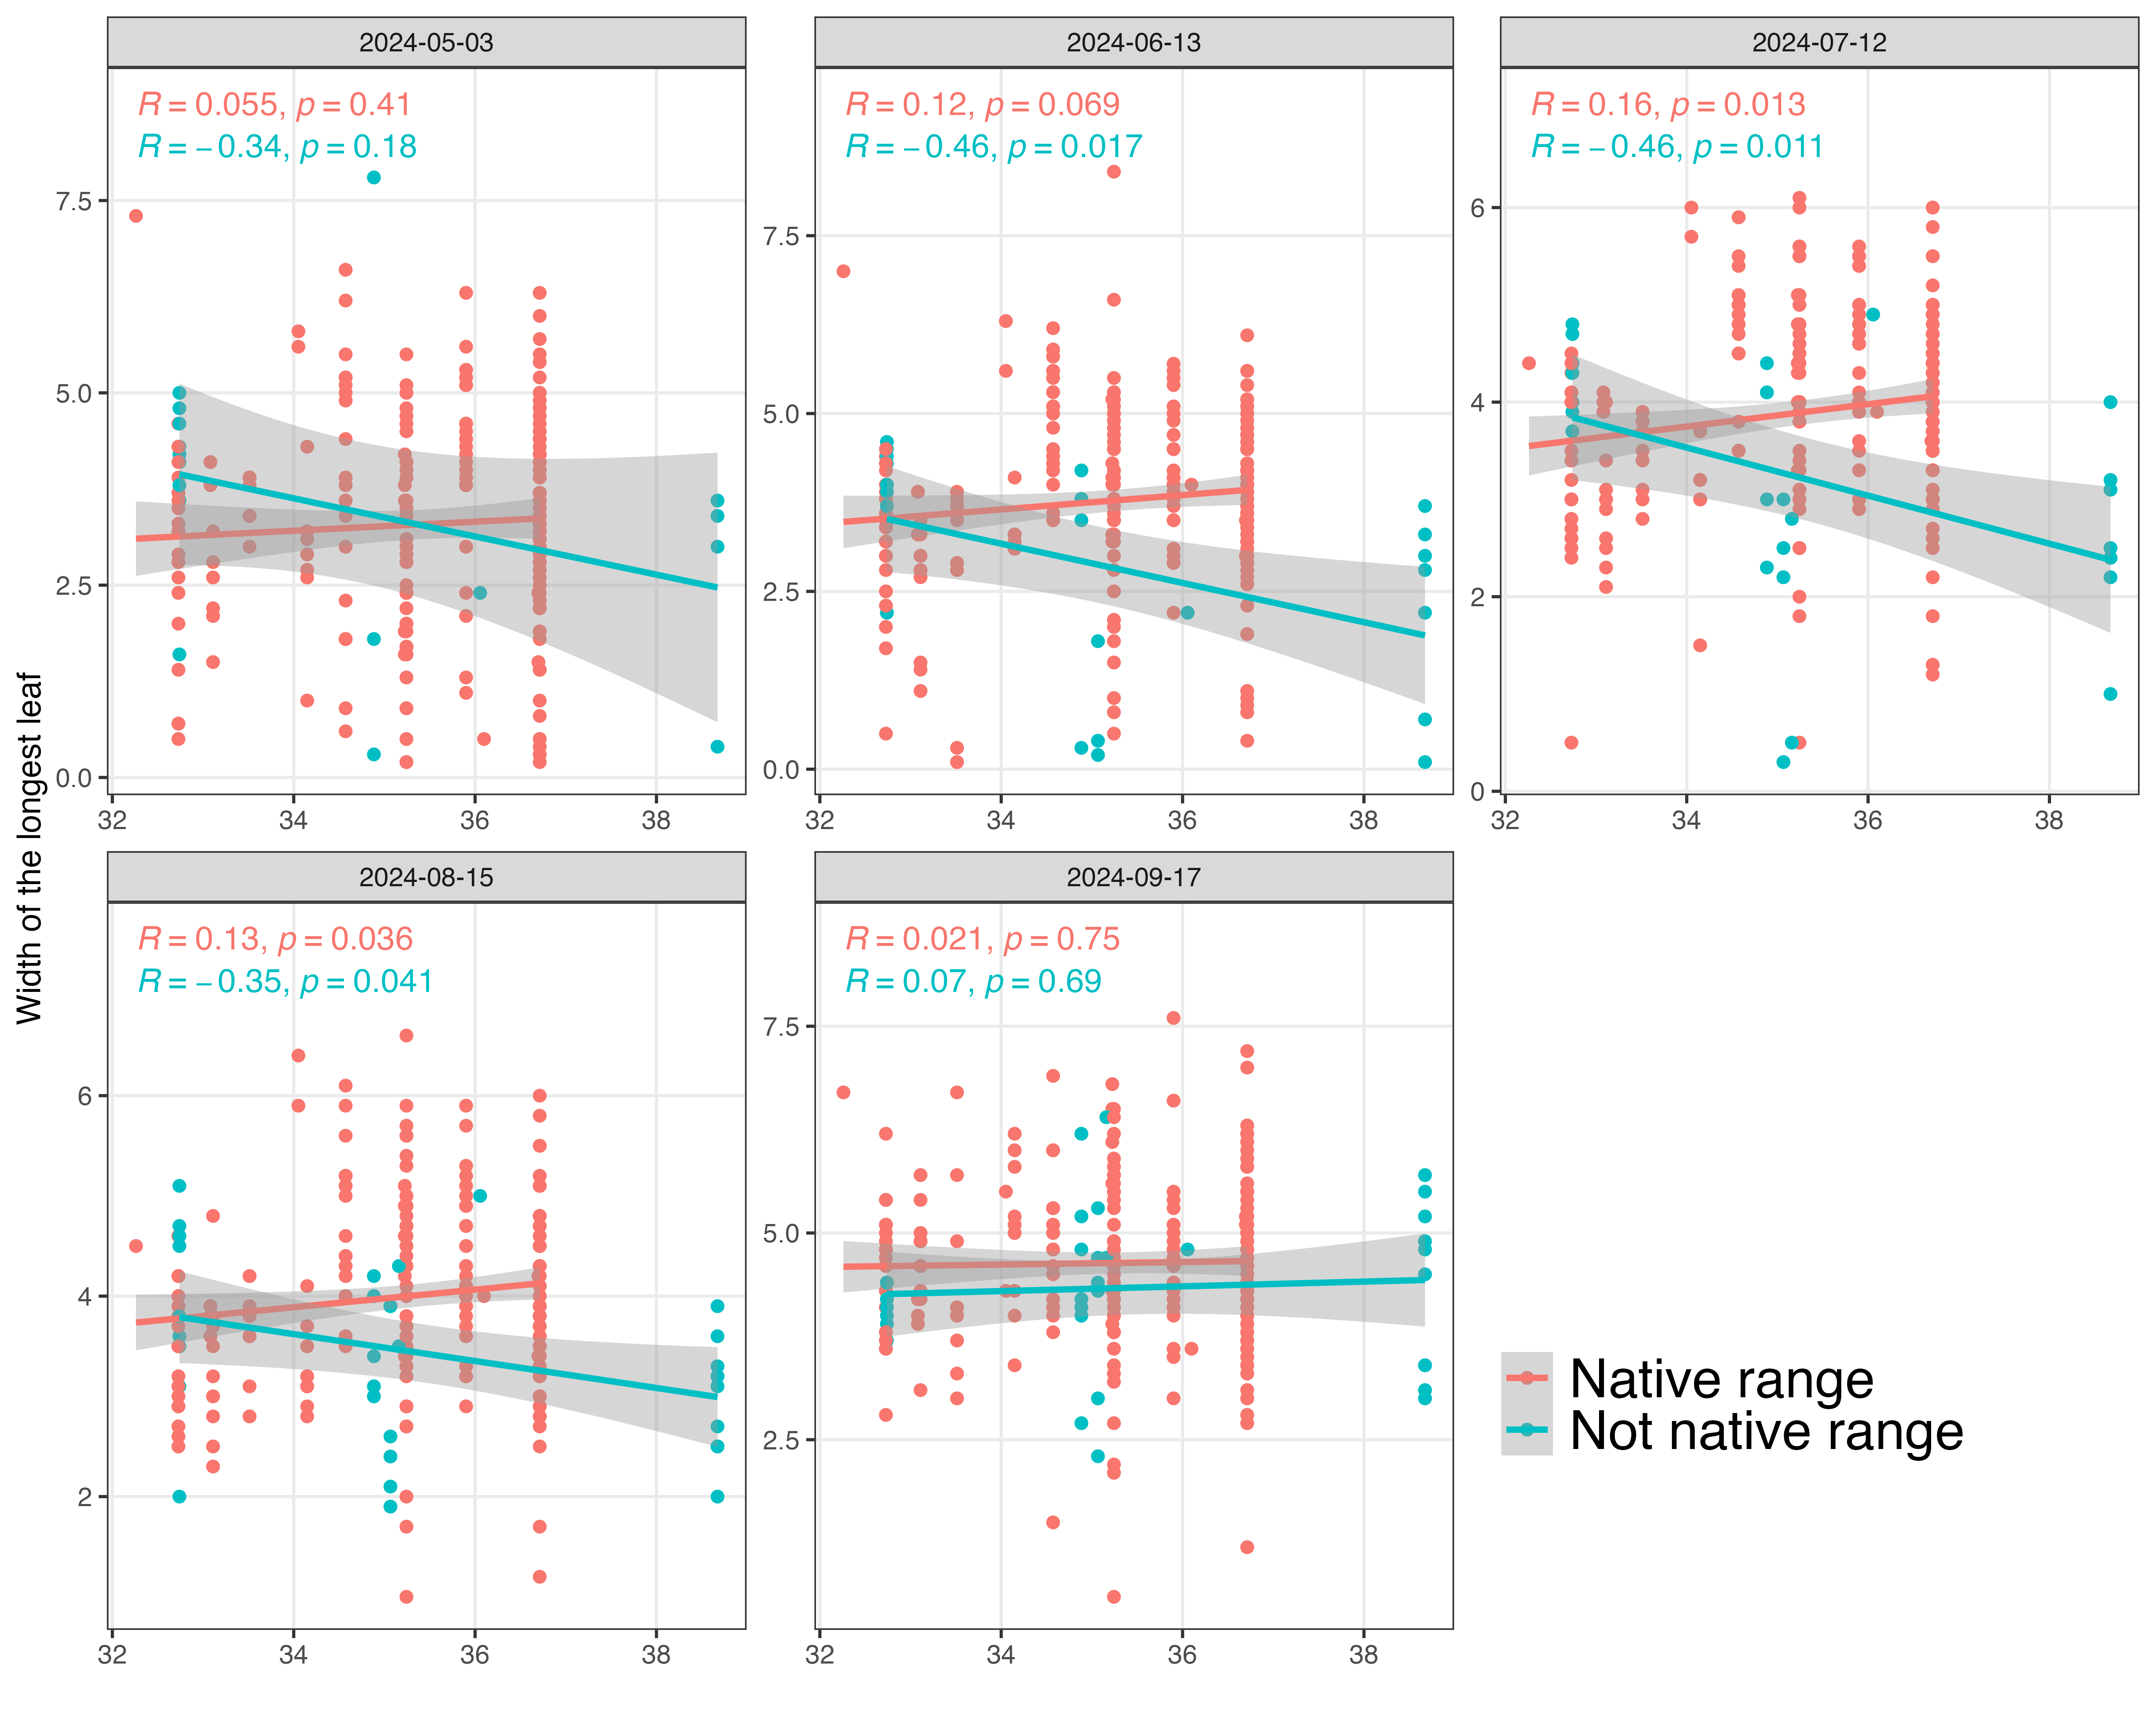 2024-05-03
R = 0.055, p = 0.41
R = −0.34, p = 0.18
7.5
5.0
2.5
0.0
32 34 36 38
2024-06-13
R = 0.12, p = 0.069
R = −0.46, p = 0.017
7.5
5.0
2.5
0.0
32 34 36 38
2024-07-12
R = 0.16, p = 0.013
R = −0.46, p = 0.011
6
4
2
0
32 34 36 38
Width of the longest leaf
2024-08-15
R = 0.13, p = 0.036
R = −0.35, p = 0.041
6
4
2
32 34 36 38
2024-09-17
R = 0.021, p = 0.75
R = 0.07, p = 0.69
7.5
5.0
2.5
32 34 36 38
Native range
Not native range